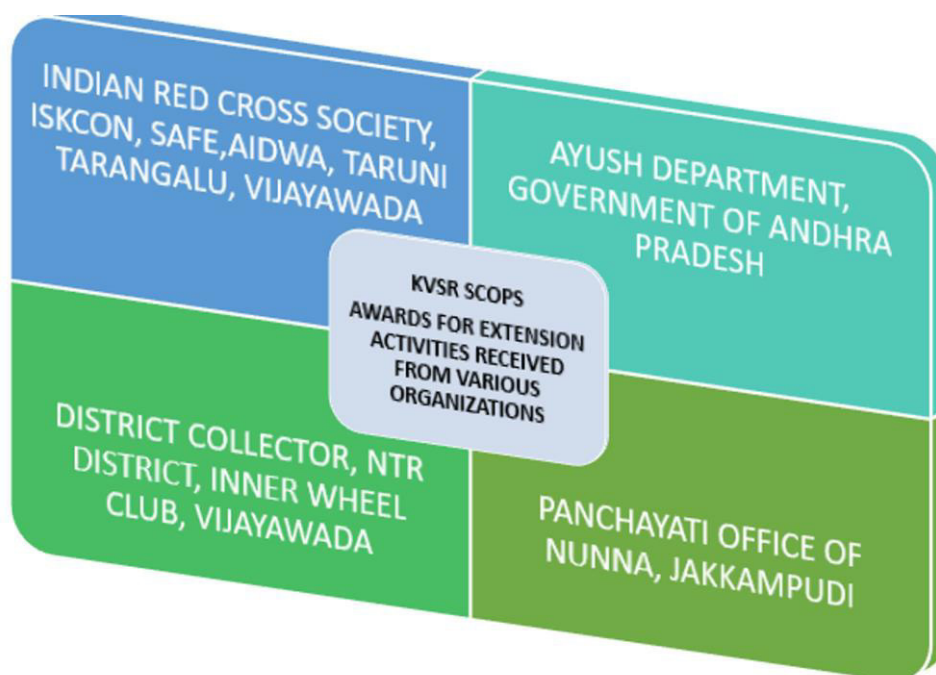 INDIAN RED CROSS SOCIETY,
ISKCON, SAFE,AIDWA, TARUNI
TARANGALU, VIJAYAWADA
AYUSH DEPARTMENT,
GOVERNMENT OF ANDHRA
PRADESH
KVSR SCOPS
AWARDS FOR EXTENSION
ACTIVITIES RECEIVED
FROM VARIOUS
ORGANIZATIONS
DISTRICT COLLECTOR, NTR
DISTRICT, INNER WHEEL
CLUB, VIJAYAWADA
PANCHAYATI OFFICE OF
NUNNA, JAKKAMPUDI